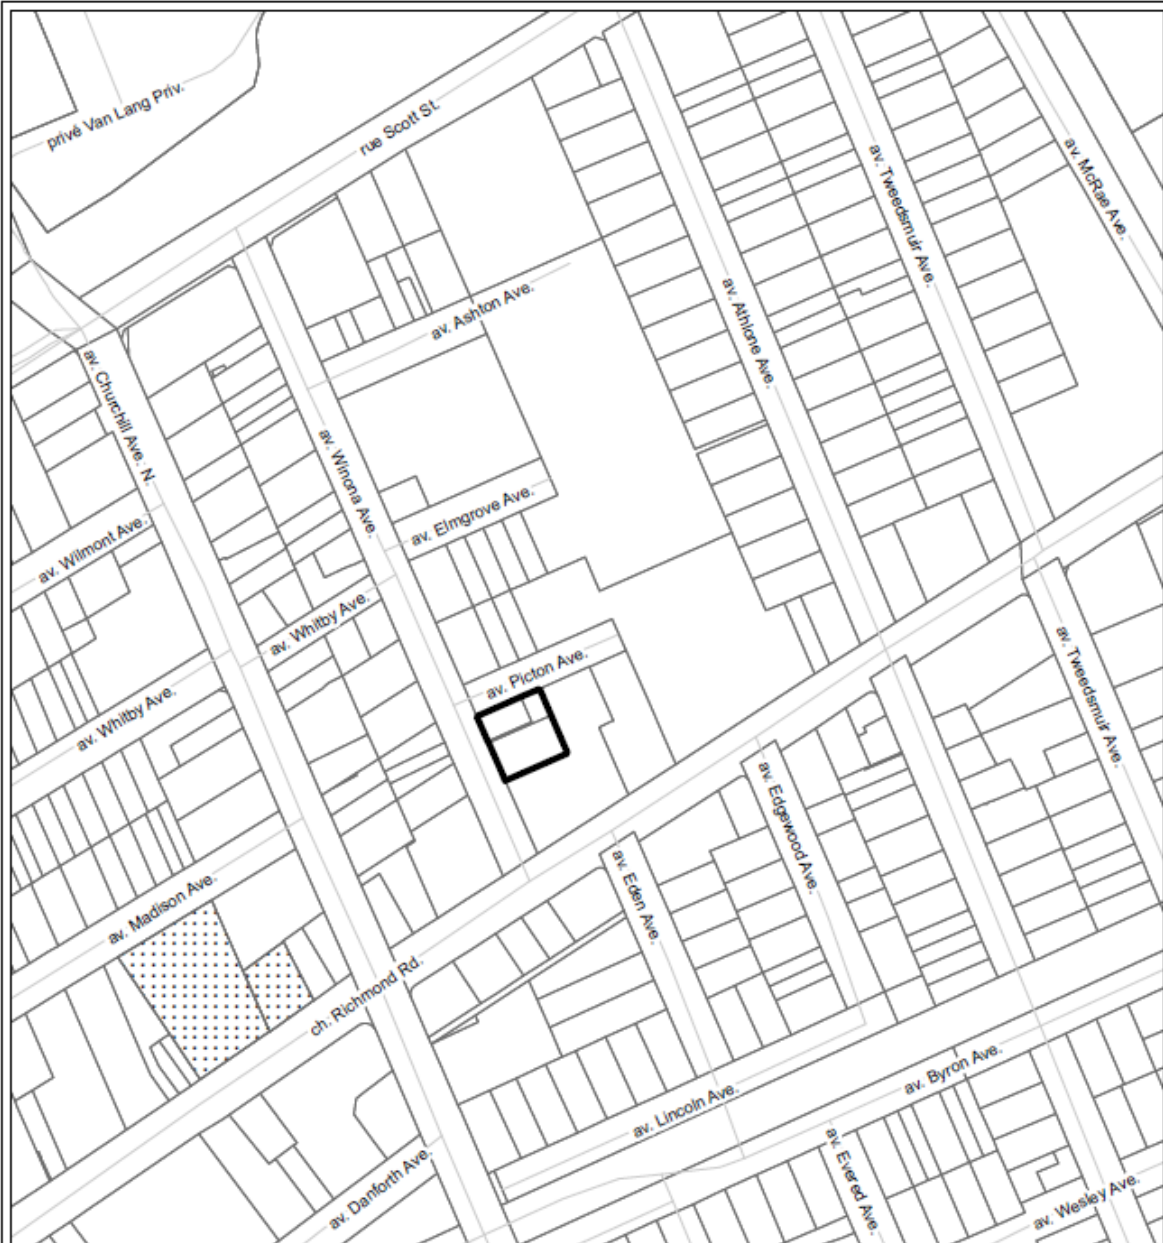 privé Van Lang Priv.
rue Scott St.
av. McRae Ave.
av. Tweedsmuir Ave.
av. Ashton Ave.
av. Athlone Ave.
av. Churchill Ave. N.
av. Winona Ave.
av. Elmgrove Ave.
av. Wilmont Ave.
av. Whitby Ave.
av. Picton Ave.
av. Whitby Ave.
av. Tweedsmuir Ave.
av. Edgewood Ave.
av. Eden Ave.
av. Madison Ave.
ch. Richmond Rd.
av. Byron Ave.
av. Lincoln Ave.
av. Danforth Ave.
av. Evered Ave.
av. Wesley Ave.